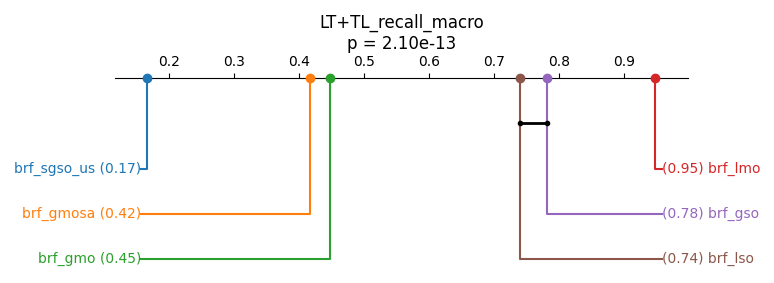 LT+TL_recall_macro
p = 2.10e-13
0.2 0.3 0.4 0.5 0.6 0.7 0.8 0.9
brf_sgso_us (0.17) (0.95) brf_lmo
brf_gmosa (0.42) (0.78) brf_gso
brf_gmo (0.45) (0.74) brf_lso